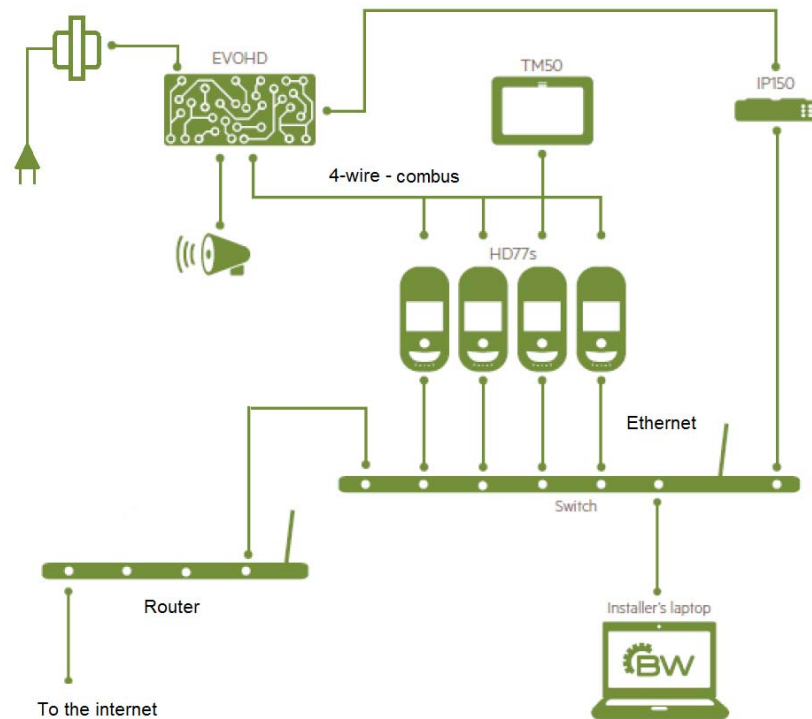 EVOHD
TM50
IP150
4-wire - combus
HD77s
Ethernet
Switch
Router
Installer's laptop
BW
To the internet